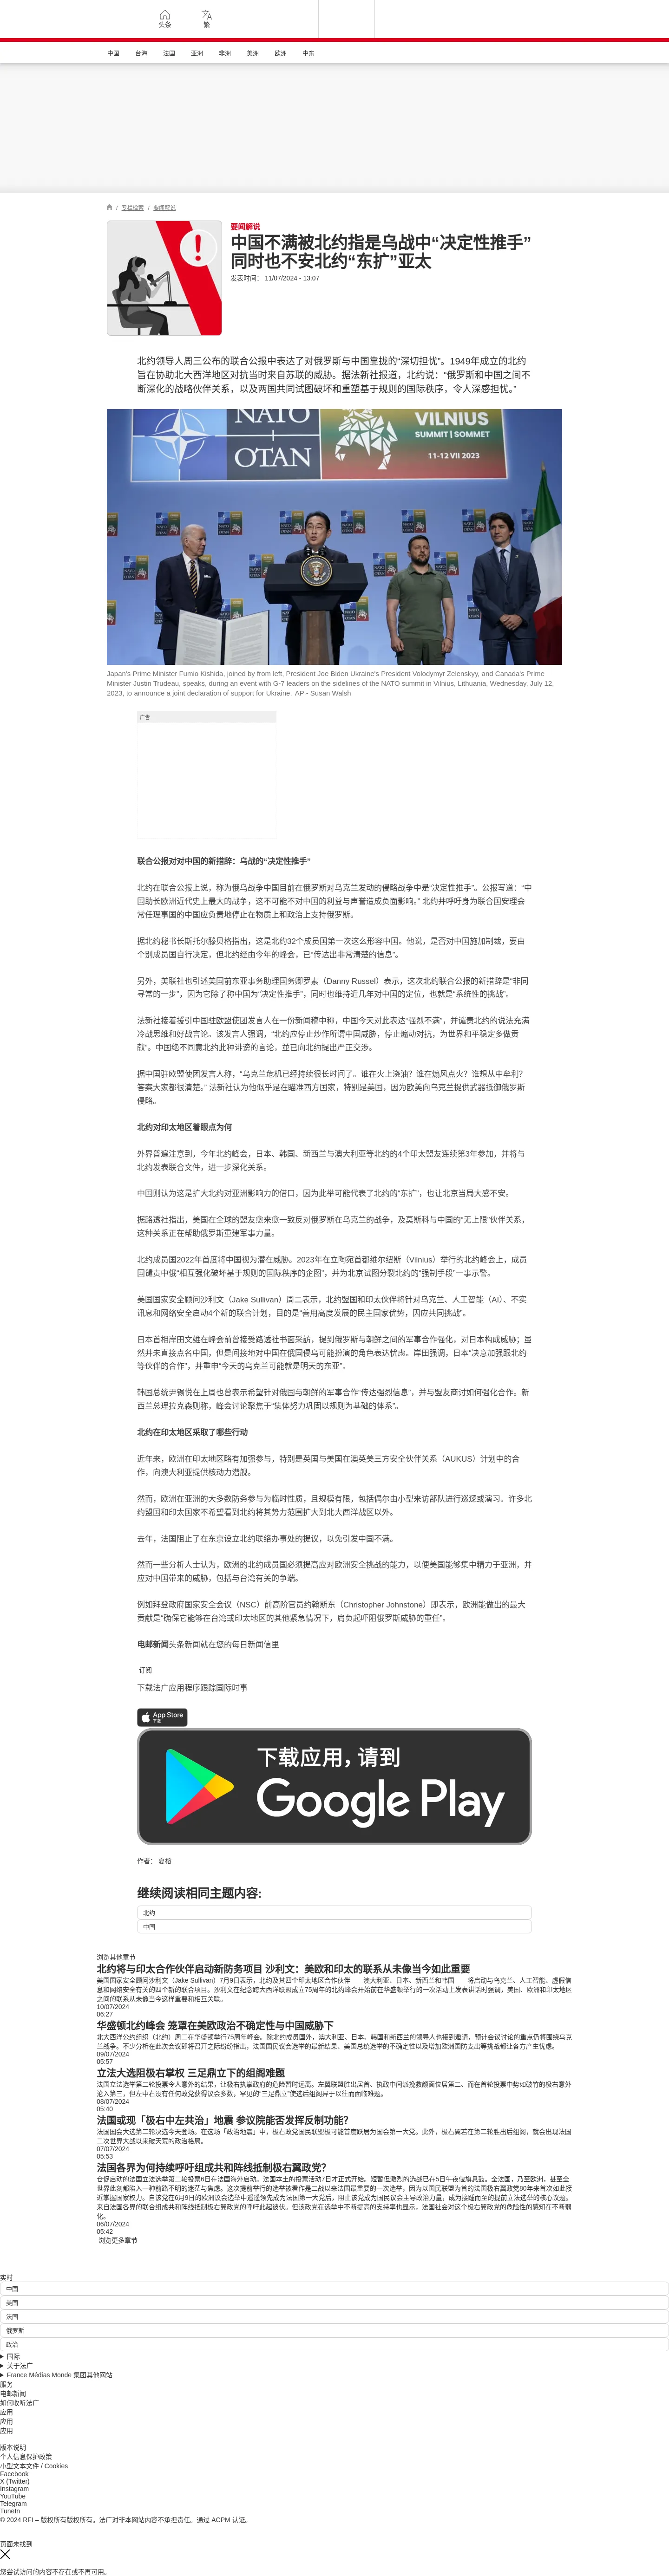 头条
繁
中国
台海
法国
亚洲
非洲
美洲
欧洲
中东
/ 专栏检索 / 要闻解说
要闻解说
中国不满被北约指是乌战中“决定性推手”
同时也不安北约“东扩”亚太
发表时间： 11/07/2024 - 13:07
北约领导人周三公布的联合公报中表达了对俄罗斯与中国靠拢的“深切担忧”。1949年成立的北约
旨在协助北大西洋地区对抗当时来自苏联的威胁。据法新社报道，北约说：“俄罗斯和中国之间不
断深化的战略伙伴关系，以及两国共同试图破坏和重塑基于规则的国际秩序，令人深感担忧。”
NATO
OTAN
VILNIUS
SUMMIT | SOMMET
11-12 VII 2023
Japan's Prime Minister Fumio Kishida, joined by from left, President Joe Biden Ukraine's President Volodymyr Zelenskyy, and Canada's Prime
Minister Justin Trudeau, speaks, during an event with G-7 leaders on the sidelines of the NATO summit in Vilnius, Lithuania, Wednesday, July 12,
2023, to announce a joint declaration of support for Ukraine. AP - Susan Walsh
广告
联合公报对对中国的新措辞：乌战的“决定性推手”
北约在联合公报上说，称为俄乌战争中国目前在俄罗斯对乌克兰发动的侵略战争中是“决定性推手”。公报写道：“中
国助长欧洲近代史上最大的战争，这不可能不对中国的利益与声誉造成负面影响。” 北约并呼吁身为联合国安理会
常任理事国的中国应负责地停止在物质上和政治上支持俄罗斯。
据北约秘书长斯托尔滕贝格指出，这是北约32个成员国第一次这么形容中国。他说，是否对中国施加制裁，要由
个别成员国自行决定，但北约经由今年的峰会，已“传达出非常清楚的信息”。
另外，美联社也引述美国前东亚事务助理国务卿罗素（Danny Russel）表示，这次北约联合公报的新措辞是“非同
寻常的一步”，因为它除了称中国为“决定性推手”，同时也维持近几年对中国的定位，也就是“系统性的挑战”。
法新社接着援引中国驻欧盟使团发言人在一份新闻稿中称，中国今天对此表达“强烈不满”，并谴责北约的说法充满
冷战思维和好战言论。该发言人强调，“北约应停止炒作所谓中国威胁，停止煽动对抗，为世界和平稳定多做贡
献”。中国绝不同意北约此种诽谤的言论，並已向北约提出严正交涉。
据中国驻欧盟使团发言人称，“乌克兰危机已经持续很长时间了。谁在火上浇油？谁在煽风点火？谁想从中牟利？
答案大家都很清楚。” 法新社认为他似乎是在瞄准西方国家，特别是美国，因为欧美向乌克兰提供武器抵御俄罗斯
侵略。
北约对印太地区着眼点为何
外界普遍注意到，今年北约峰会，日本、韩国、新西兰与澳大利亚等北约的4个印太盟友连续第3年参加，并将与
北约发表联合文件，进一步深化关系。
中国则认为这是扩大北约对亚洲影响力的借口，因为此举可能代表了北约的“东扩”，也让北京当局大感不安。
据路透社指出，美国在全球的盟友愈来愈一致反对俄罗斯在乌克兰的战争，及莫斯科与中国的“无上限”伙伴关系，
这种关系正在帮助俄罗斯重建军事力量。
北约成员国2022年首度将中国视为潜在威胁。2023年在立陶宛首都维尔纽斯（Vilnius）举行的北约峰会上，成员
国谴责中俄“相互强化破坏基于规则的国际秩序的企图”，并为北京试图分裂北约的“强制手段”一事示警。
美国国家安全顾问沙利文（Jake Sullivan）周二表示，北约盟国和印太伙伴将针对乌克兰、人工智能（AI）、不实
讯息和网络安全启动4个新的联合计划，目的是“善用高度发展的民主国家优势，因应共同挑战”。
日本首相岸田文雄在峰会前曾接受路透社书面采訪，提到俄罗斯与朝鲜之间的军事合作强化，对日本构成威胁；虽
然并未直接点名中国，但是间接地对中国在俄国侵乌可能扮演的角色表达忧虑。岸田强调，日本“决意加强跟北约
等伙伴的合作”，并重申“今天的乌克兰可能就是明天的东亚”。
韩国总统尹锡悦在上周也曾表示希望针对俄国与朝鲜的军事合作“传达强烈信息”，并与盟友商讨如何强化合作。新
西兰总理拉克森则称，峰会讨论聚焦于“集体努力巩固以规则为基础的体系”。
北约在印太地区采取了哪些行动
近年来，欧洲在印太地区略有加强参与，特别是英国与美国在澳英美三方安全伙伴关系（AUKUS）计划中的合
作，向澳大利亚提供核动力潜舰。
然而，欧洲在亚洲的大多数防务参与为临时性质，且规模有限，包括偶尔由小型来访部队进行巡逻或演习。许多北
约盟国和印太国家不希望看到北约将其势力范围扩大到北大西洋战区以外。
去年，法国阻止了在东京设立北约联络办事处的提议，以免引发中国不满。
然而一些分析人士认为，欧洲的北约成员国必须提高应对欧洲安全挑战的能力，以便美国能够集中精力于亚洲，并
应对中国带来的威胁，包括与台湾有关的争端。
例如拜登政府国家安全会议（NSC）前高阶官员约翰斯东（Christopher Johnstone）即表示，欧洲能做出的最大
贡献是“确保它能够在台湾或印太地区的其他紧急情况下，肩负起吓阻俄罗斯威胁的重任”。
电邮新闻头条新闻就在您的每日新闻信里
订阅
下载法广应用程序跟踪国际时事
App Store
下载
下载应用，请到
Google Play
作者： 夏榕
继续阅读相同主题内容:
北约
中国
浏览其他章节
北约将与印太合作伙伴启动新防务项目 沙利文：美欧和印太的联系从未像当今如此重要
美国国家安全顾问沙利文（Jake Sullivan）7月9日表示，北约及其四个印太地区合作伙伴——澳大利亚、日本、新西兰和韩国——将启动与乌克兰、人工智能、虚假信
息和网络安全有关的四个新的联合项目。沙利文在纪念跨大西洋联盟成立75周年的北约峰会开始前在华盛顿举行的一次活动上发表讲话时强调，美国、欧洲和印太地区
之间的联系从未像当今这样重要和相互关联。
10/07/2024
06:27
华盛顿北约峰会 笼罩在美欧政治不确定性与中国威胁下
北大西洋公约组织（北约）周二在华盛顿举行75周年峰会。除北约成员国外，澳大利亚、日本、韩国和新西兰的领导人也接到邀请，预计会议讨论的重点仍将围绕乌克
兰战争。不少分析在此次会议即将召开之际纷纷指出，法国国民议会选举的最新结果、美国总统选举的不确定性以及增加欧洲国防支出等挑战都让各方产生忧虑。
09/07/2024
05:57
立法大选阻极右掌权 三足鼎立下的组阁难题
法国立法选举第二轮投票令人意外的结果，让极右执掌政府的危险暂时远离。左翼联盟胜出居首、执政中间派挽救颜面位居第二、而在首轮投票中势如破竹的极右意外
沦入第三，但左中右没有任何政党获得议会多数，罕见的"三足鼎立"使选后组阁异于以往而面临难题。
08/07/2024
05:40
法国或现「极右中左共治」地震 参议院能否发挥反制功能？
法国国会大选第二轮决选今天登场。在这场「政治地震」中，极右政党国民联盟极可能首度跃居为国会第一大党。此外，极右翼若在第二轮胜出后组阁，就会出现法国
二次世界大战以来破天荒的政治格局。
07/07/2024
05:53
法国各界为何持续呼吁组成共和阵线抵制极右翼政党？
仓促启动的法国立法选举第二轮投票6日在法国海外启动。法国本土的投票活动7日才正式开始。短暂但激烈的选战已在5日午夜偃旗息鼓。全法国，乃至欧洲，甚至全
世界此刻都陷入一种前路不明的迷茫与焦虑。这次提前举行的选举被看作是二战以来法国最重要的一次选举，因为以国民联盟为首的法国极右翼政党80年来首次如此接
近掌握国家权力。自该党在6月9日的欧洲议会选举中遥遥领先成为法国第一大党后，阻止该党成为国民议会主导政治力量，成为接踵而至的提前立法选举的核心议题。
来自法国各界的联合组成共和阵线抵制极右翼政党的呼吁此起彼伏。但该政党在选举中不断提高的支持率也显示，法国社会对这个极右翼政党的危险性的感知在不断弱
化。
06/07/2024
05:42
浏览更多章节
实时
中国
美国
法国
俄罗斯
政治
国际
关于法广
France Médias Monde 集团其他网站
服务
电邮新闻
如何收听法广
应用
应用
应用
版本说明
个人信息保护政策
小型文本文件 / Cookies
Facebook
X (Twitter)
Instagram
YouTube
Telegram
TuneIn
© 2024 RFI – 版权所有版权所有。法广对非本网站内容不承担责任。通过 ACPM 认证。
页面未找到
您尝试访问的内容不存在或不再可用。